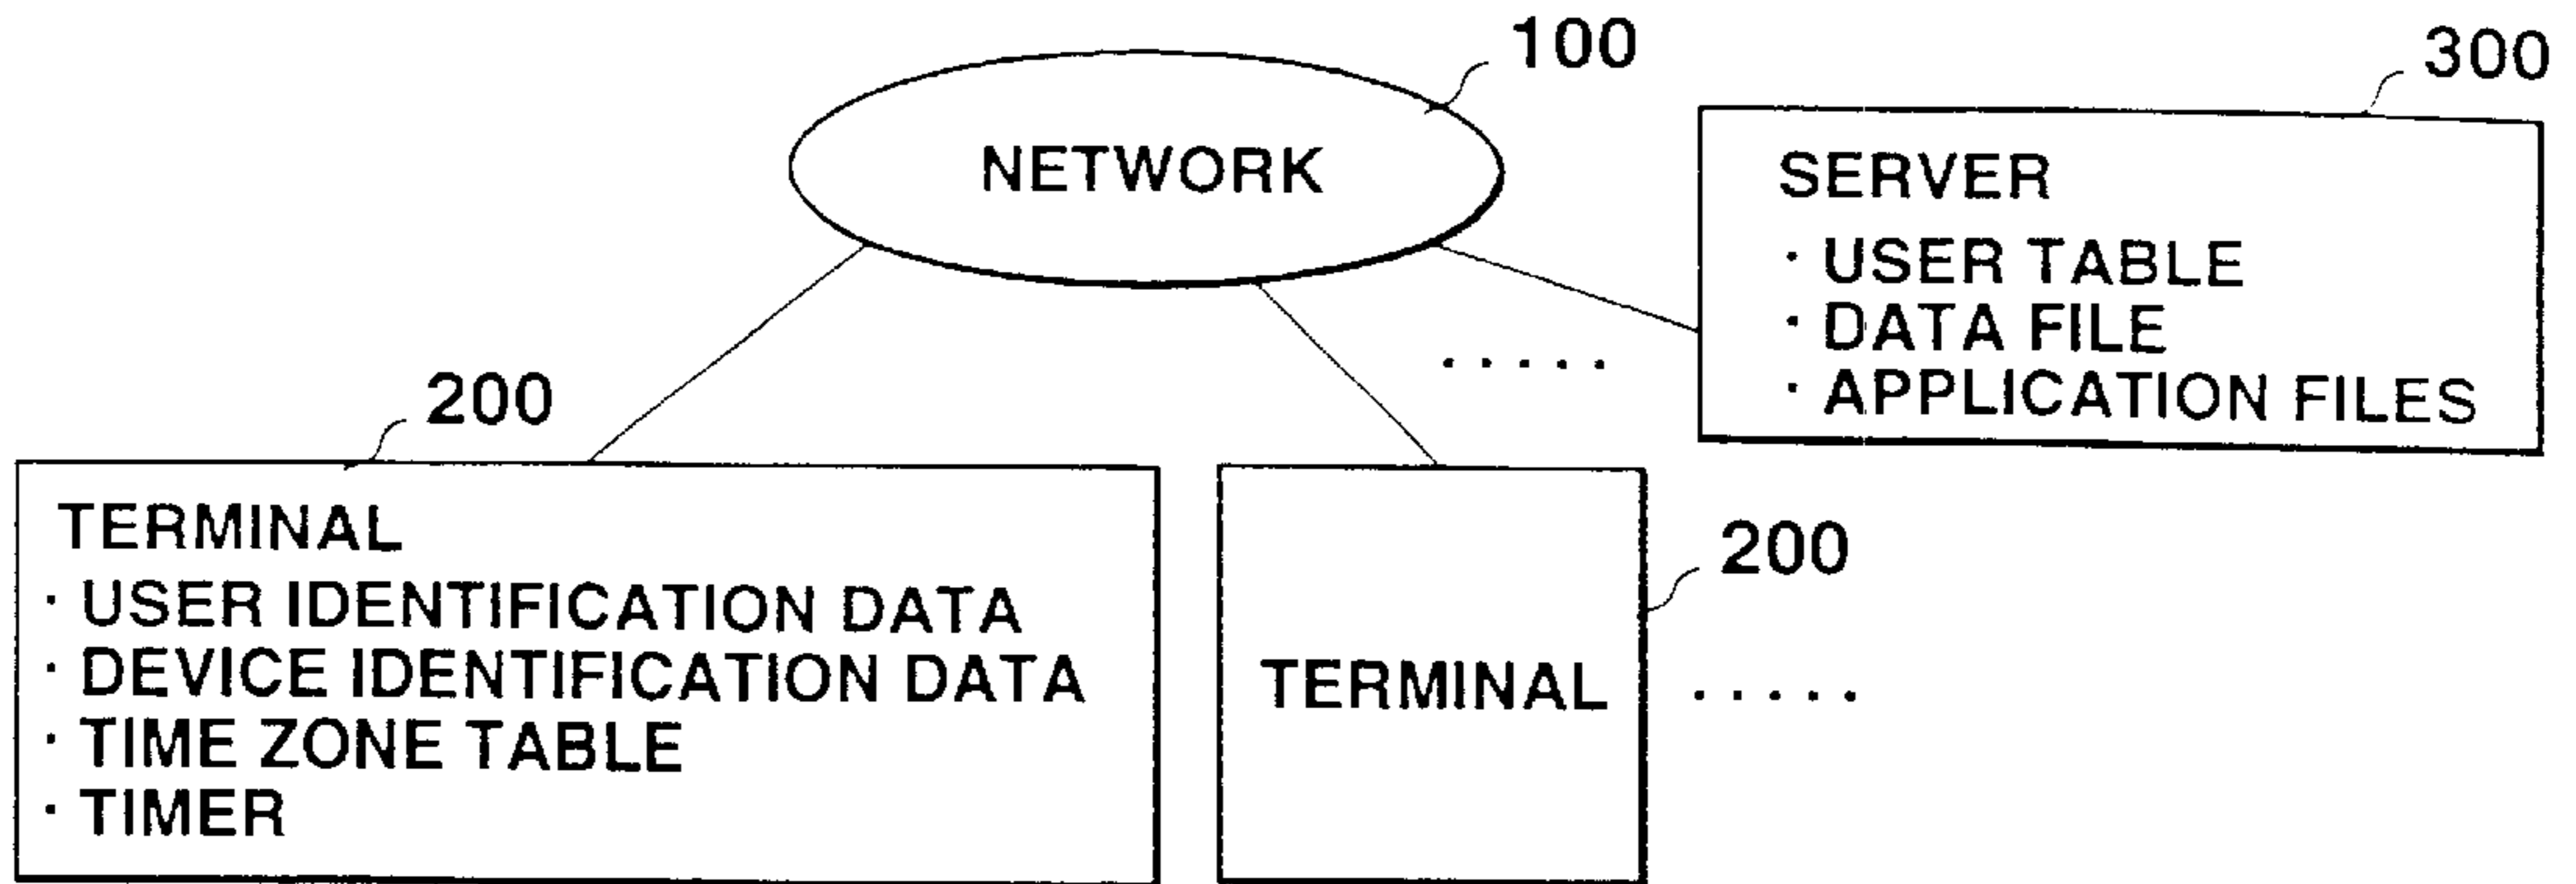 100
300
NETWORK
SERVER
· USER TABLE
· DATA FILE
· APPLICATION FILES
.....
200
TERMINAL
· USER IDENTIFICATION DATA
· DEVICE IDENTIFICATION DATA
· TIME ZONE TABLE
· TIMER
200
TERMINAL
.....